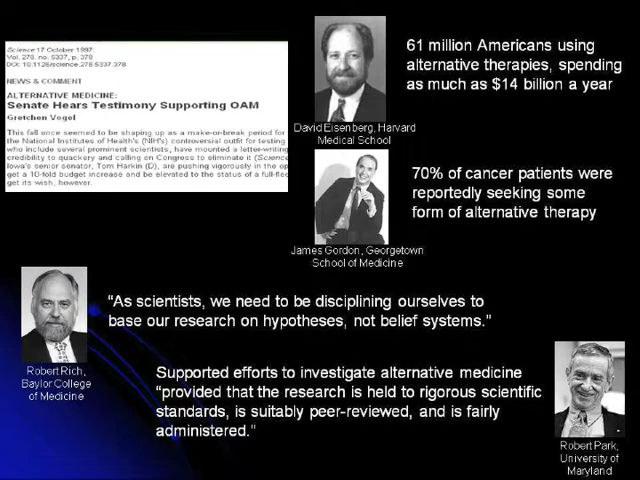 Science 17 October 1997:
Vol. 278. no. 5337, p. 378
DOI: 10.1126/science.278.5337.378
NEWS & COMMENT
ALTERNATIVE MEDICINE:
Senate Hears Testimony Supporting OAM
Gretchen Vogel
This fall once seemed to be shaping up as a make-or-break period for
the National Institutes of Health's (NIH's) controversial outfit for testing
who include several prominent scientists, have mounted a letter-writing
credibility to quackery and calling on Congress to eliminate it (Science
Iowa's senior senator, Tom Harkin (D), are pushing vigorously in the op
get a 10-fold budget increase and be elevated to the status of a full-fled
get its wish, however.
David Eisenberg, Harvard
Medical School
61 million Americans using
alternative therapies, spending
as much as $14 billion a year
James Gordon, Georgetown
School of Medicine
70% of cancer patients were
reportedly seeking some
form of alternative therapy
Robert Rich,
Baylor College
of Medicine
“As scientists, we need to be disciplining ourselves to
base our research on hypotheses, not belief systems.”
Supported efforts to investigate alternative medicine
“provided that the research is held to rigorous scientific
standards, is suitably peer-reviewed, and is fairly
administered.”
Robert Park,
University of
Maryland